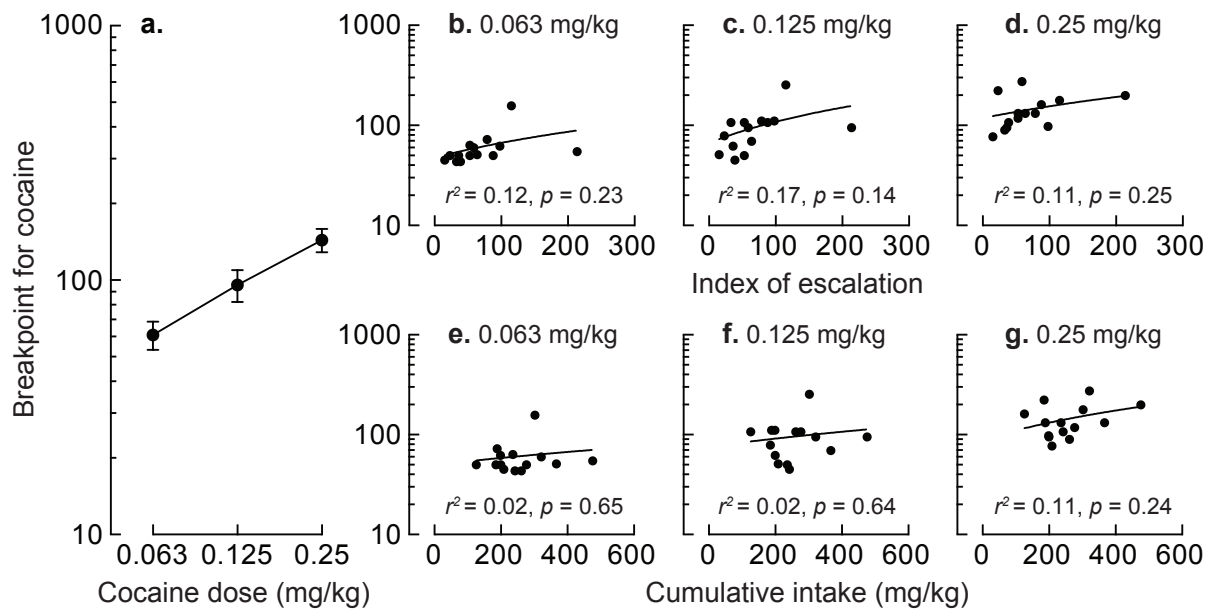 Breakpoint for cocaine
1000
100
10
a.
0.063 0.125 0.25
Cocaine dose (mg/kg)
1000
100
10
b. 0.063 mg/kg
r² = 0.12, p = 0.23
0 100 200 300
c. 0.125 mg/kg
r² = 0.17, p = 0.14
0 100 200 300
d. 0.25 mg/kg
r² = 0.11, p = 0.25
0 100 200 300
Index of escalation
1000
100
10
e. 0.063 mg/kg
r² = 0.02, p = 0.65
0 200 400 600
f. 0.125 mg/kg
r² = 0.02, p = 0.64
0 200 400 600
g. 0.25 mg/kg
r² = 0.11, p = 0.24
0 200 400 600
Cumulative intake (mg/kg)